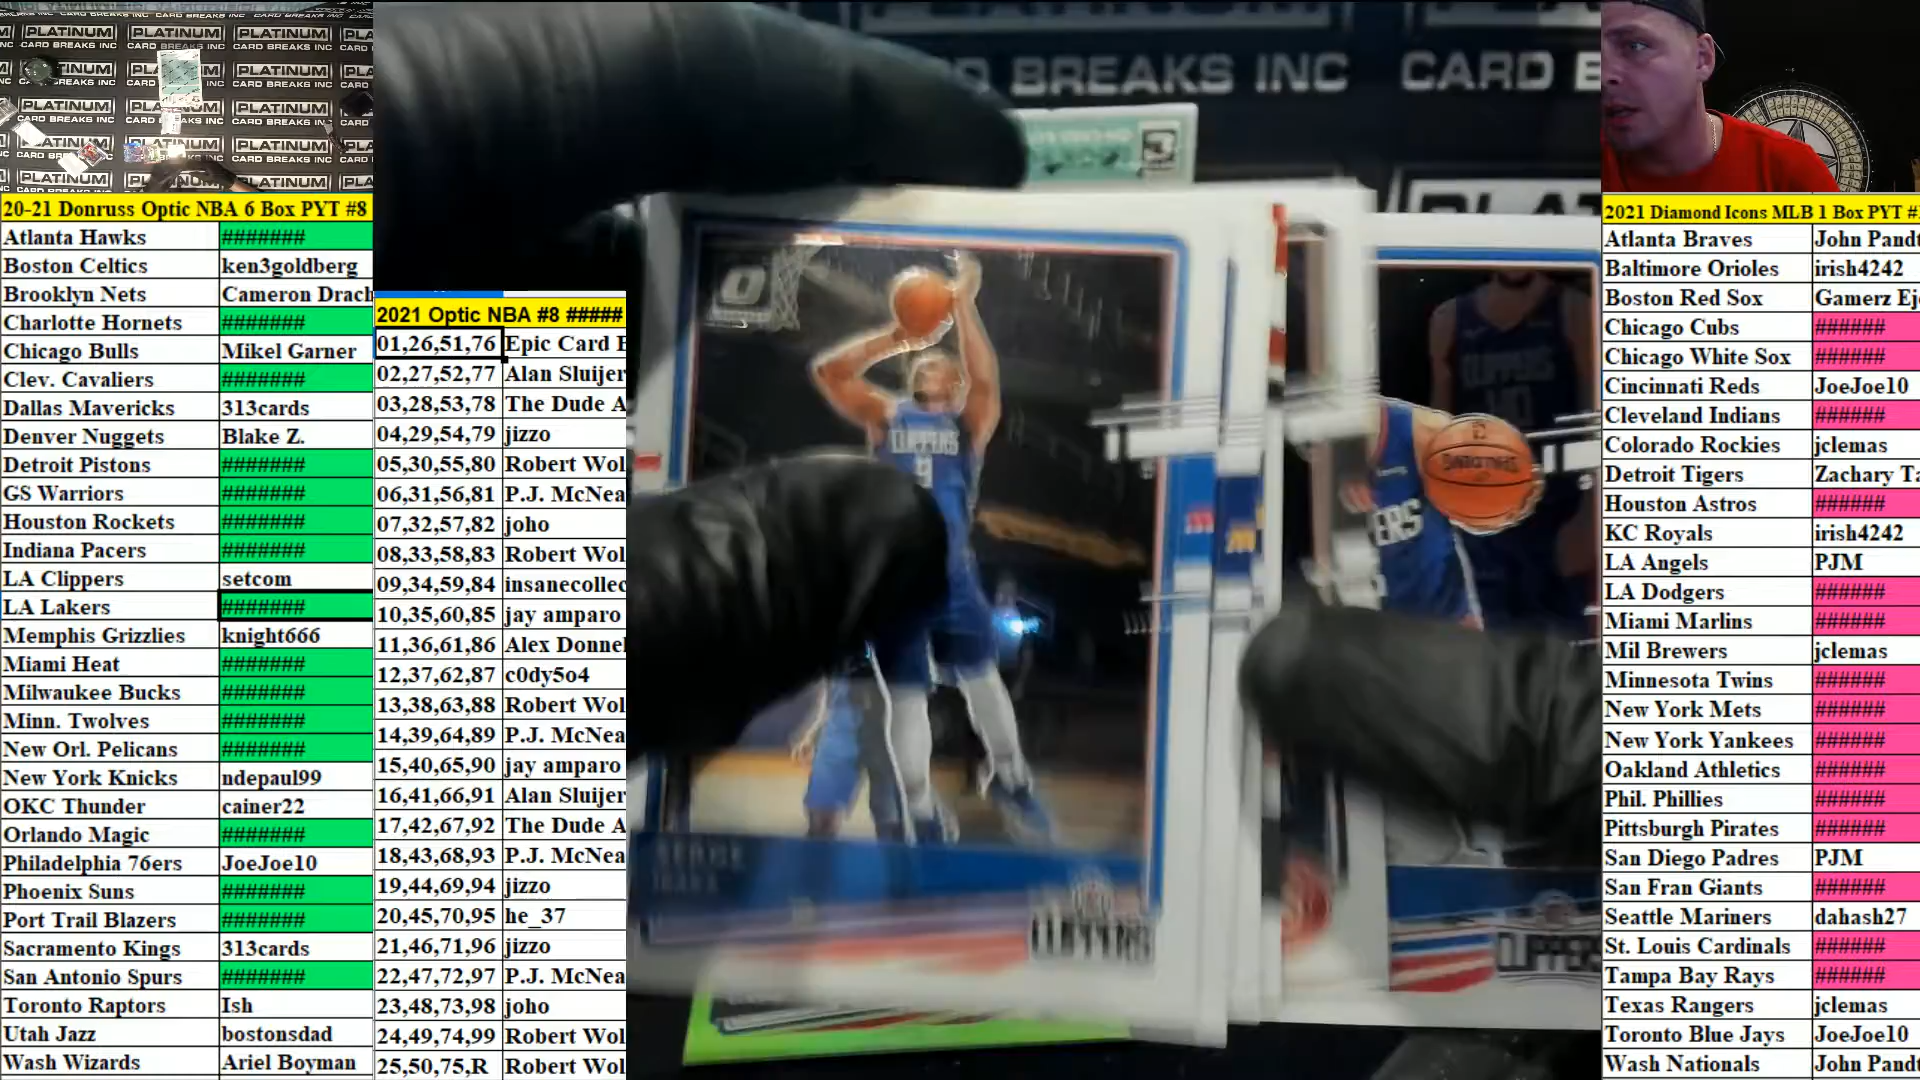 PLATINUM
CARD BREAKS INC
CARD BREAKS INC
20-21 Donruss Optic NBA 6 Box PYT #8
Atlanta Hawks #######
Boston Celtics ken3goldberg
Brooklyn Nets Cameron Drach
Charlotte Hornets #######
Chicago Bulls Mikel Garner
Clev. Cavaliers #######
Dallas Mavericks 313cards
Denver Nuggets Blake Z.
Detroit Pistons #######
GS Warriors #######
Houston Rockets #######
Indiana Pacers #######
LA Clippers setcom
LA Lakers #######
Memphis Grizzlies knight666
Miami Heat #######
Milwaukee Bucks #######
Minn. Twolves #######
New Orl. Pelicans #######
New York Knicks ndepaul99
OKC Thunder cainer22
Orlando Magic #######
Philadelphia 76ers JoeJoe10
Phoenix Suns #######
Port Trail Blazers #######
Sacramento Kings 313cards
San Antonio Spurs #######
Toronto Raptors Ish
Utah Jazz bostonsdad
Wash Wizards Ariel Boyman
2021 Optic NBA #8 #####
01,26,51,76 Epic Card
02,27,52,77 Alan Sluijer
03,28,53,78 The Dude A
04,29,54,79 jizzo
05,30,55,80 Robert Wol
06,31,56,81 P.J. McNea
07,32,57,82 joho
08,33,58,83 Robert Wol
09,34,59,84 insanecollec
10,35,60,85 jay amparo
11,36,61,86 Alex Donnel
12,37,62,87 c0dy5o4
13,38,63,88 Robert Wol
14,39,64,89 P.J. McNea
15,40,65,90 jay amparo
16,41,66,91 Alan Sluijer
17,42,67,92 The Dude A
18,43,68,93 P.J. McNea
19,44,69,94 jizzo
20,45,70,95 he_37
21,46,71,96 jizzo
22,47,72,97 P.J. McNea
23,48,73,98 joho
24,49,74,99 Robert Wol
25,50,75,R Robert Wol
CLIPPERS
9
SERGE
IBAKA
CLIPPERS
2021 Diamond Icons MLB 1 Box PYT #
Atlanta Braves John Pandt
Baltimore Orioles irish4242
Boston Red Sox Gamerz Ej
Chicago Cubs ######
Chicago White Sox ######
Cincinnati Reds JoeJoe10
Cleveland Indians ######
Colorado Rockies jclemas
Detroit Tigers Zachary Ta
Houston Astros ######
KC Royals irish4242
LA Angels PJM
LA Dodgers ######
Miami Marlins ######
Mil Brewers jclemas
Minnesota Twins ######
New York Mets ######
New York Yankees ######
Oakland Athletics ######
Phil. Phillies ######
Pittsburgh Pirates ######
San Diego Padres PJM
San Fran Giants ######
Seattle Mariners dahash27
St. Louis Cardinals ######
Tampa Bay Rays ######
Texas Rangers jclemas
Toronto Blue Jays JoeJoe10
Wash Nationals John Pandt